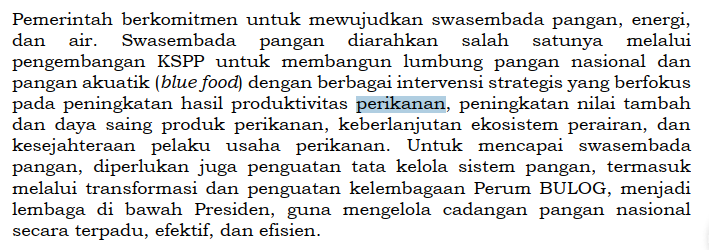 Pemerintah berkomitmen untuk mewujudkan swasembada pangan, energi,
dan air. Swasembada pangan diarahkan salah satunya melalui
pengembangan KSPP untuk membangun lumbung pangan nasional dan
pangan akuatik (blue food) dengan berbagai intervensi strategis yang berfokus
pada peningkatan hasil produktivitas perikanan, peningkatan nilai tambah
dan daya saing produk perikanan, keberlanjutan ekosistem perairan, dan
kesejahteraan pelaku usaha perikanan. Untuk mencapai swasembada
pangan, diperlukan juga penguatan tata kelola sistem pangan, termasuk
melalui transformasi dan penguatan kelembagaan Perum BULOG, menjadi
lembaga di bawah Presiden, guna mengelola cadangan pangan nasional
secara terpadu, efektif, dan efisien.